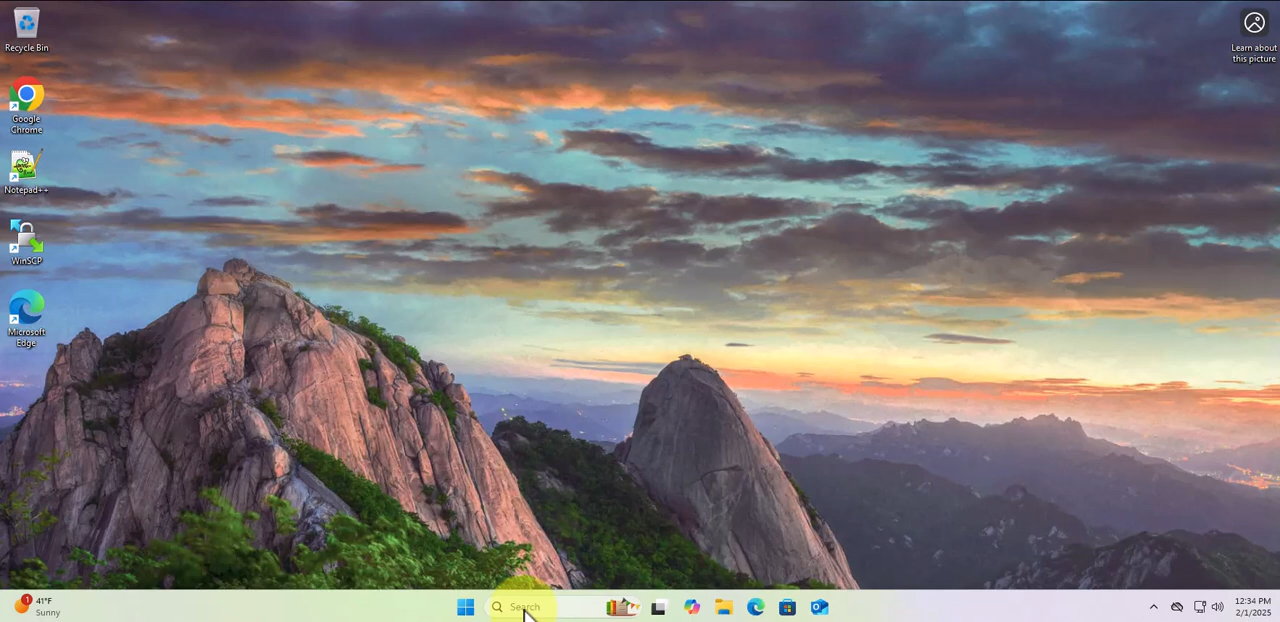 Recycle Bin
Google
Chrome
Notepad++
WinSCP
Microsoft
Edge
Learn about
this picture
1
41°F
Sunny
Search
12:34 PM
2/1/2025